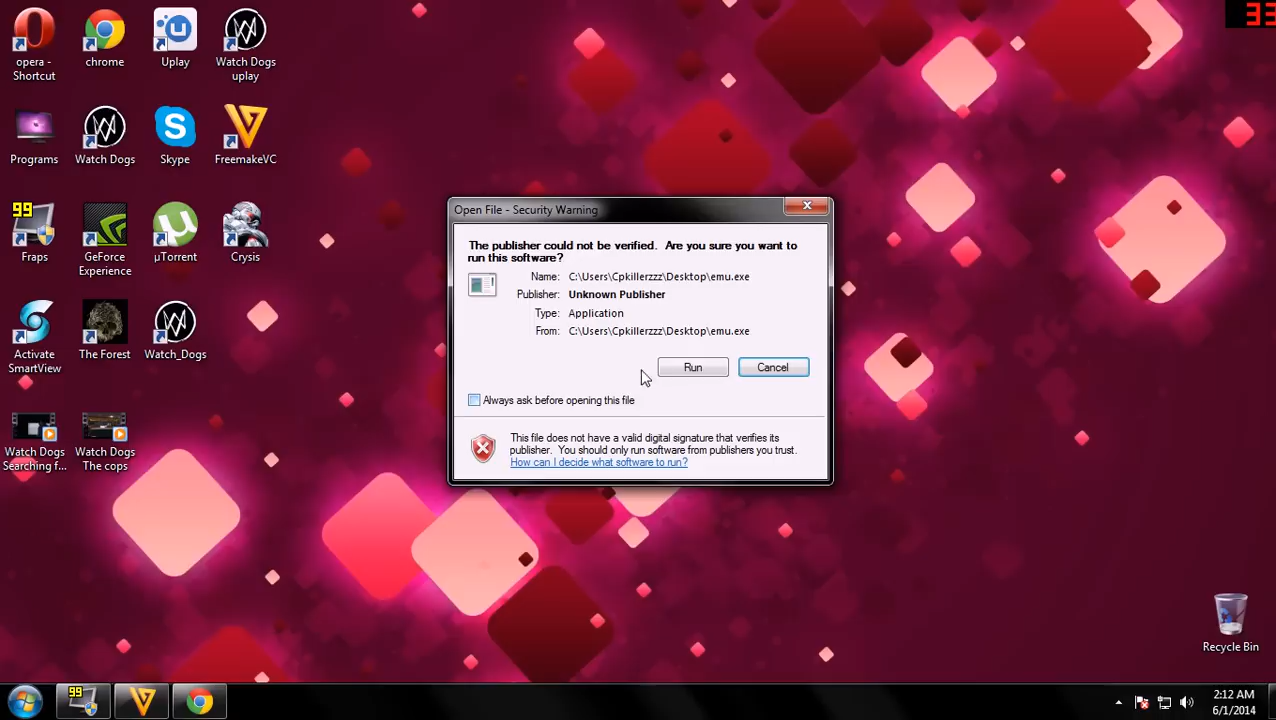 33
opera -
Shortcut
chrome
Uplay
Watch Dogs
uplay
Programs
Watch Dogs
Skype
FreemakeVC
99
Fraps
GeForce
Experience
µTorrent
Crysis
Activate
SmartView
The Forest
Watch_Dogs
Watch Dogs
Searching f...
Watch Dogs
The cops
Open File - Security Warning
The publisher could not be verified.  Are you sure you want to
run this software?
Name: C:\Users\Cpkillerzzz\Desktop\emu.exe
Publisher: Unknown Publisher
Type: Application
From: C:\Users\Cpkillerzzz\Desktop\emu.exe
Run Cancel
Always ask before opening this file
This file does not have a valid digital signature that verifies its
publisher.  You should only run software from publishers you trust.
How can I decide what software to run?
Recycle Bin
99
2:12 AM
6/1/2014